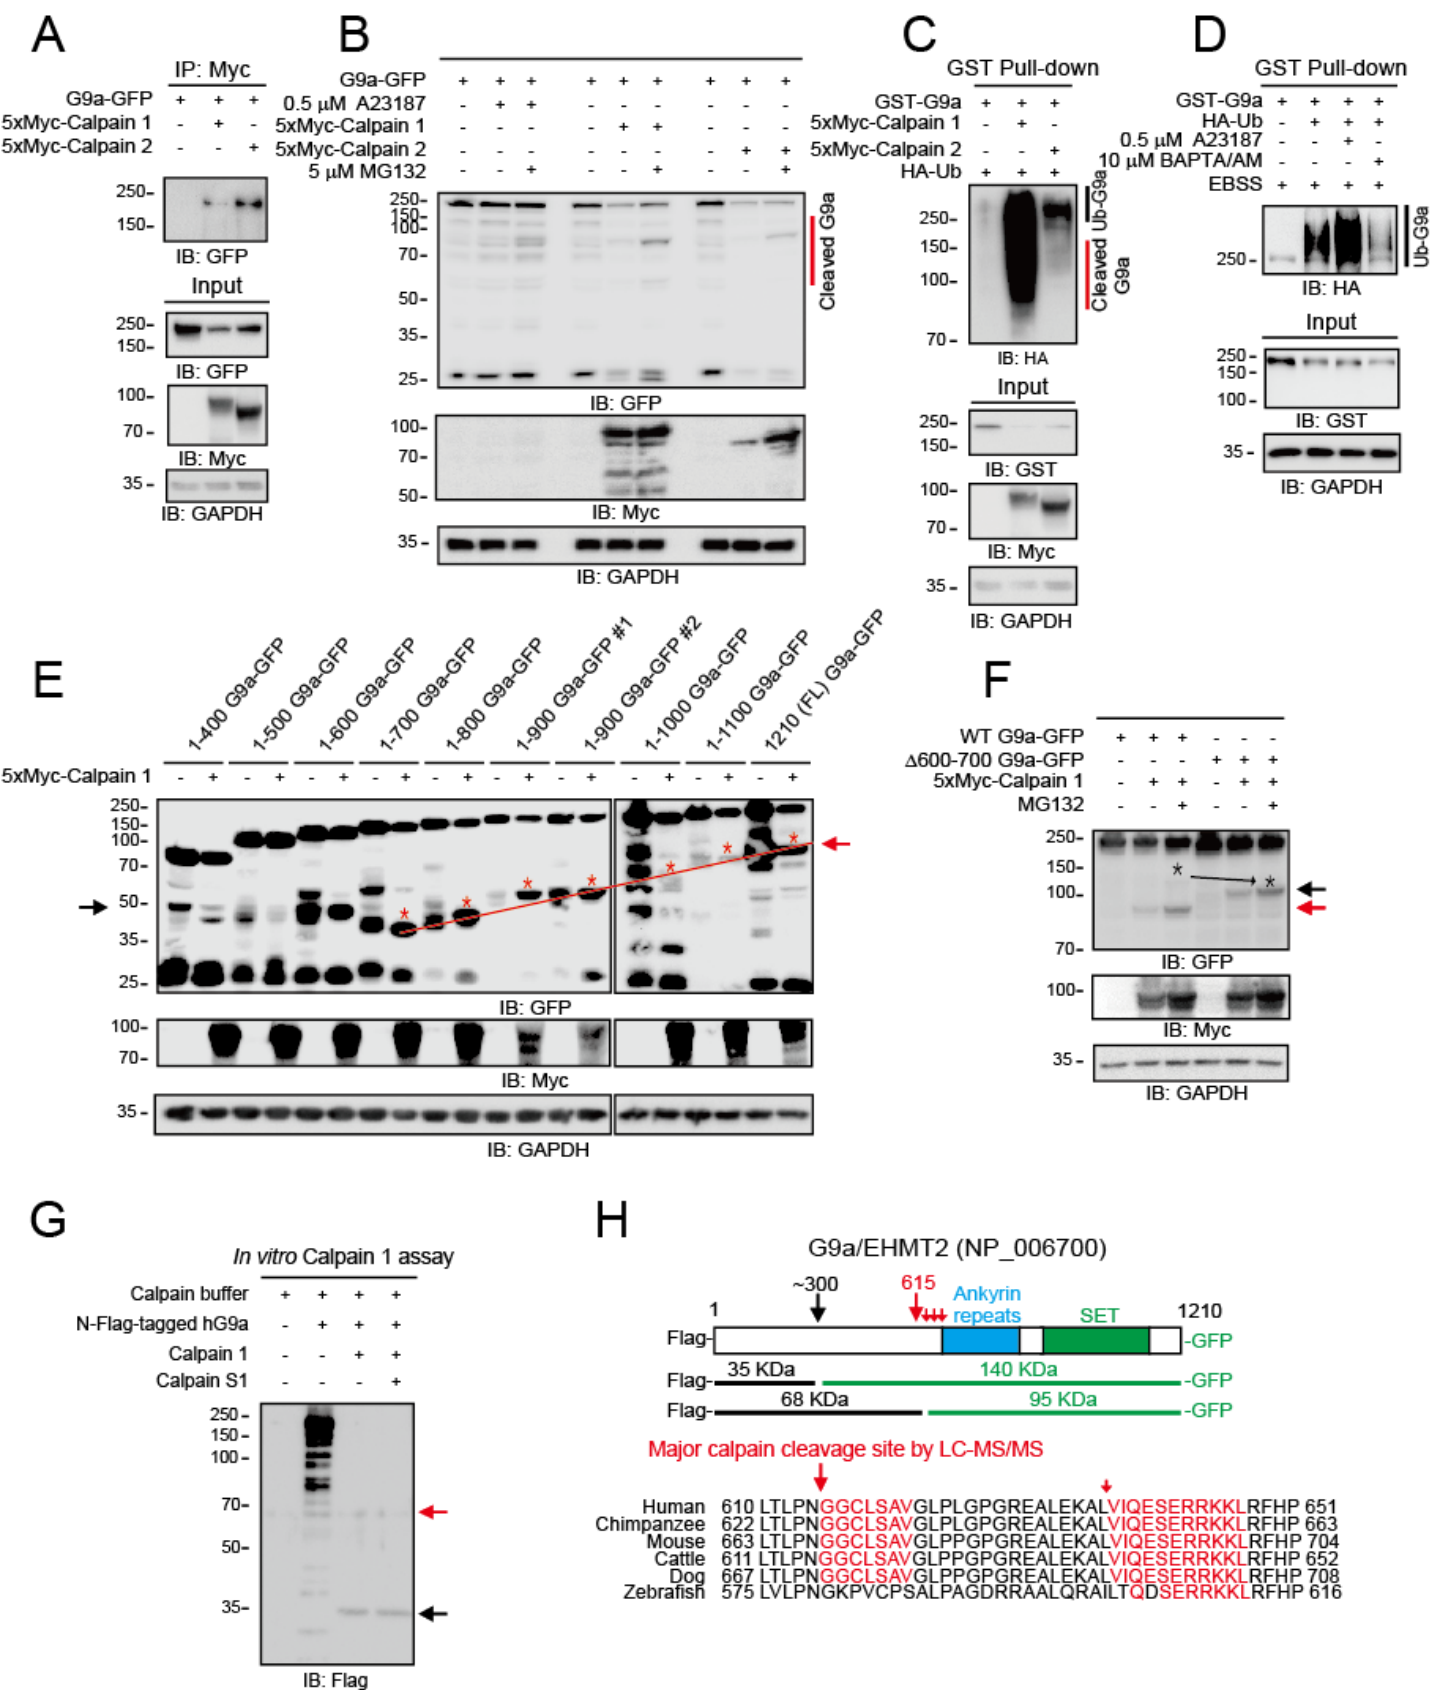 A
IP: Myc
G9a-GFP + + +
5xMyc-Calpain 1 - + -
5xMyc-Calpain 2 - - +
250-
150-
IB: GFP
Input
250-
150-
IB: GFP
100-
70 -
IB: Myc
35 -
IB: GAPDH
B
G9a-GFP + + + + + + + + +
0.5 µM A23187 - + + - - - - - -
5xMyc-Calpain 1 - - - - + + - - -
5xMyc-Calpain 2 - - - - - - - + +
5 µM MG132 - - + - - + - - +
250-
150-
100-
70-
50-
35-
25-
Cleaved G9a
IB: GFP
100-
70-
50-
IB: Myc
35 -
IB: GAPDH
C
GST Pull-down
GST-G9a + + +
5xMyc-Calpain 1 - + -
5xMyc-Calpain 2 - - +
HA-Ub + + +
250-
150-
100-
70 -
Ub-G9a
Cleaved
G9a
IB: HA
Input
250-
150-
IB: GST
100-
70 -
IB: Myc
35 -
IB: GAPDH
D
GST Pull-down
GST-G9a + + + +
HA-Ub - + + +
0.5 µM A23187 - - + -
10 µM BAPTA/AM - - - +
EBSS + + + +
250 -
Ub-G9a
IB: HA
Input
250-
150-
100 -
IB: GST
35 -
IB: GAPDH
E
1-400 G9a-GFP
1-500 G9a-GFP
1-600 G9a-GFP
1-700 G9a-GFP
1-800 G9a-GFP
1-900 G9a-GFP #1
1-900 G9a-GFP #2
1-1000 G9a-GFP
1-1100 G9a-GFP
1210 (FL) G9a-GFP
5xMyc-Calpain 1 - + - + - + - + - + - + - + - + - + - +
250-
150-
100-
70-
50-
35-
25-
* * * * * * * *
IB: GFP
100-
70-
IB: Myc
35 -
IB: GAPDH
F
WT G9a-GFP + + + - - -
Δ600-700 G9a-GFP - - - + + +
5xMyc-Calpain 1 - + + - + +
MG132 - - + - - +
250-
150-
100-
70-
* *
IB: GFP
100-
IB: Myc
35 -
IB: GAPDH
G
In vitro Calpain 1 assay
Calpain buffer + + + +
N-Flag-tagged hG9a - + + +
Calpain 1 - - + +
Calpain S1 - - - +
250 -
150 -
100 -
70-
50-
35-
IB: Flag
H
G9a/EHMT2 (NP_006700)
~300 615 Ankyrin
1 repeats SET 1210
Flag- -GFP
35 KDa 140 KDa
Flag- -GFP
68 KDa 95 KDa
Flag- -GFP
Major calpain cleavage site by LC-MS/MS
Human 610 LTLPNGGCLSAVGLPLGPGREALEKALVIQESERRKKLRFHP 651
Chimpanzee 622 LTLPNGGCLSAVGLPLGPGREALEKALVIQESERRKKLRFHP 663
Mouse 663 LTLPNGGCLSAVGLPPGPGREALEKALVIQESERRKKLRFHP 704
Cattle 611 LTLPNGGCLSAVGLPPGPGREALEKALVIQESERRKKLRFHP 652
Dog 667 LTLPNGGCLSAVGLPPGPGREALEKALVIQESERRKKLRFHP 708
Zebrafish 575 LVLPNGKPVCPSALPAGDRRAALQRAILTQDSERRKKLRFHP 616